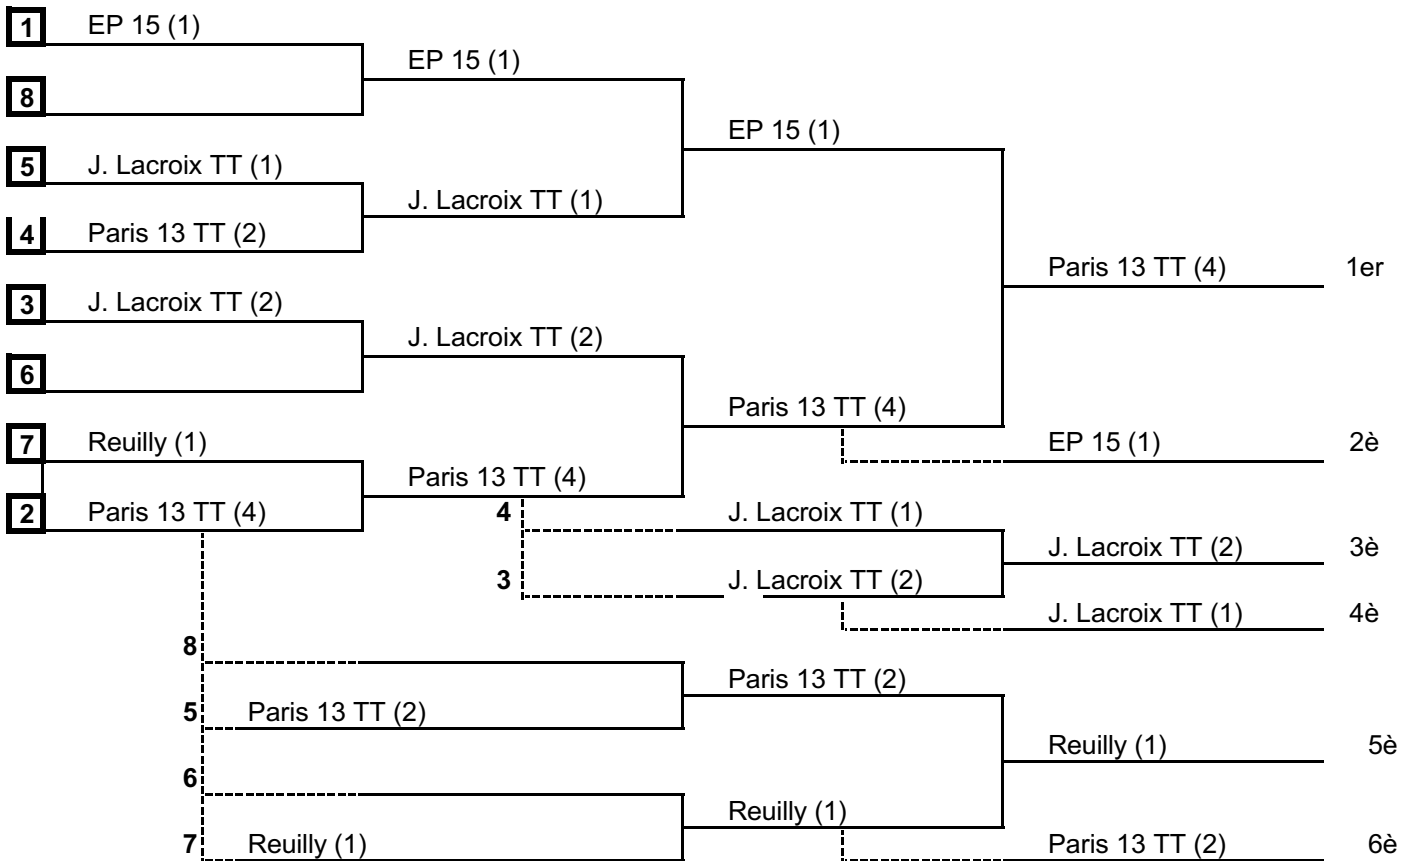 1 EP 15 (1)
EP 15 (1)
8
EP 15 (1)
5 J. Lacroix TT (1)
J. Lacroix TT (1)
4 Paris 13 TT (2)
Paris 13 TT (4) 1er
3 J. Lacroix TT (2)
J. Lacroix TT (2)
6
Paris 13 TT (4)
7 Reuilly (1)
EP 15 (1) 2è
Paris 13 TT (4)
2 Paris 13 TT (4)
4 J. Lacroix TT (1)
J. Lacroix TT (2) 3è
3 J. Lacroix TT (2)
J. Lacroix TT (1) 4è
8
Paris 13 TT (2)
5 Paris 13 TT (2)
Reuilly (1) 5è
6
Reuilly (1)
7 Reuilly (1)
Paris 13 TT (2) 6è